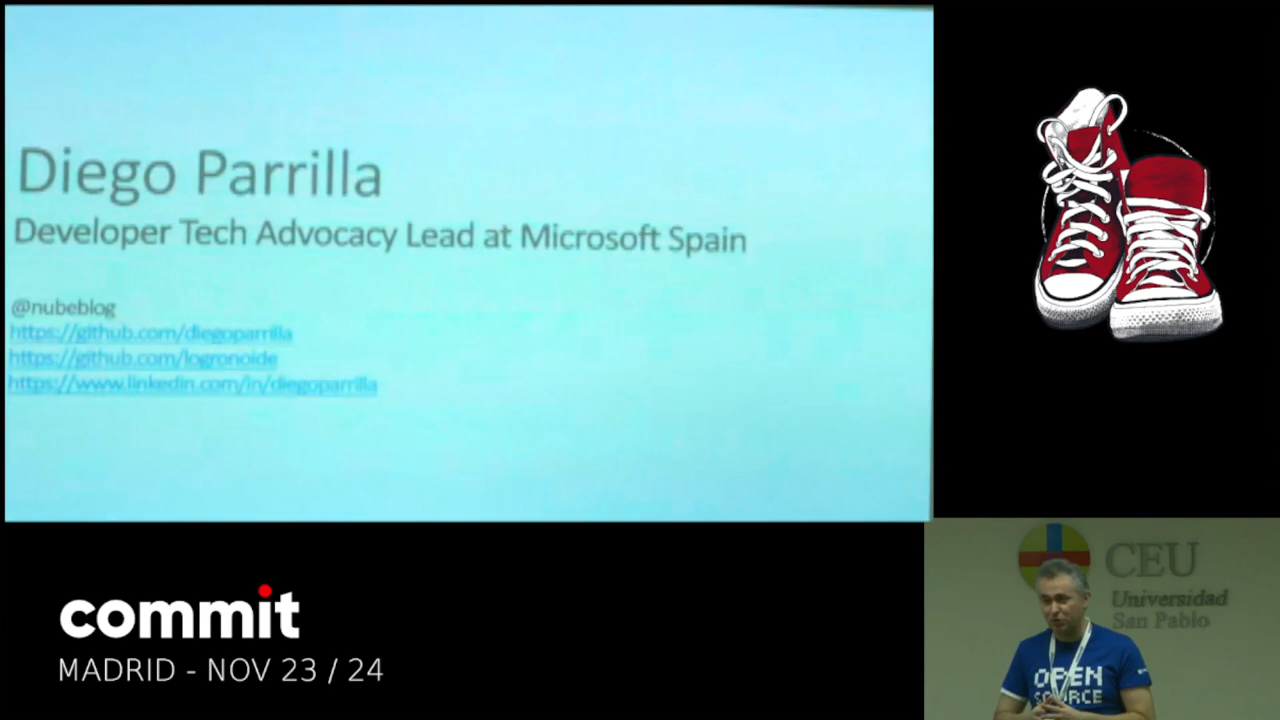 Diego Parrilla
Developer Tech Advocacy Lead at Microsoft Spain
@nubeblog
https://github.com/diegoparrilla
https://github.com/logronoide
https://www.linkedin.com/in/diegoparrilla
commit
MADRID - NOV 23 / 24
CEU
Universidad
San Pablo
OPEN
SOURCE